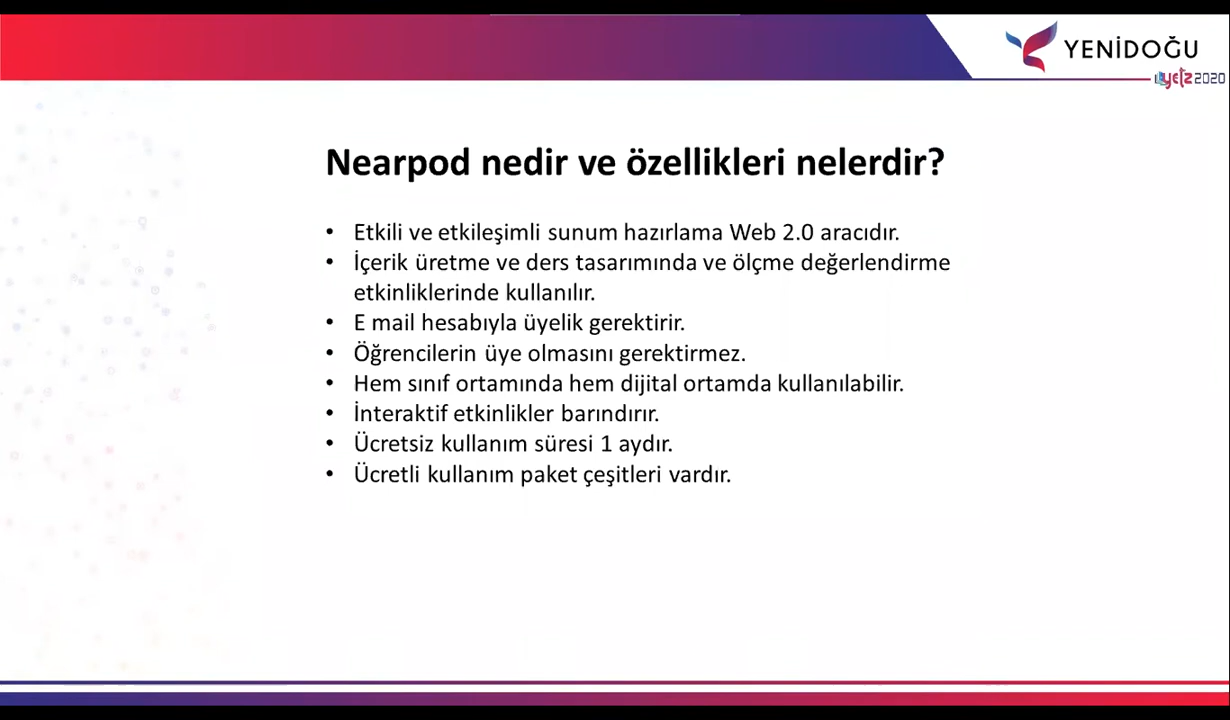 YENİDOĞU
yetz2020
Nearpod nedir ve özellikleri nelerdir?
• Etkili ve etkileşimli sunum hazırlama Web 2.0 aracıdır.
• İçerik üretme ve ders tasarımında ve ölçme değerlendirme
etkinliklerinde kullanılır.
• E mail hesabıyla üyelik gerektirir.
• Öğrencilerin üye olmasını gerektirmez.
• Hem sınıf ortamında hem dijital ortamda kullanılabilir.
• İnteraktif etkinlikler barındırır.
• Ücretsiz kullanım süresi 1 aydır.
• Ücretli kullanım paket çeşitleri vardır.